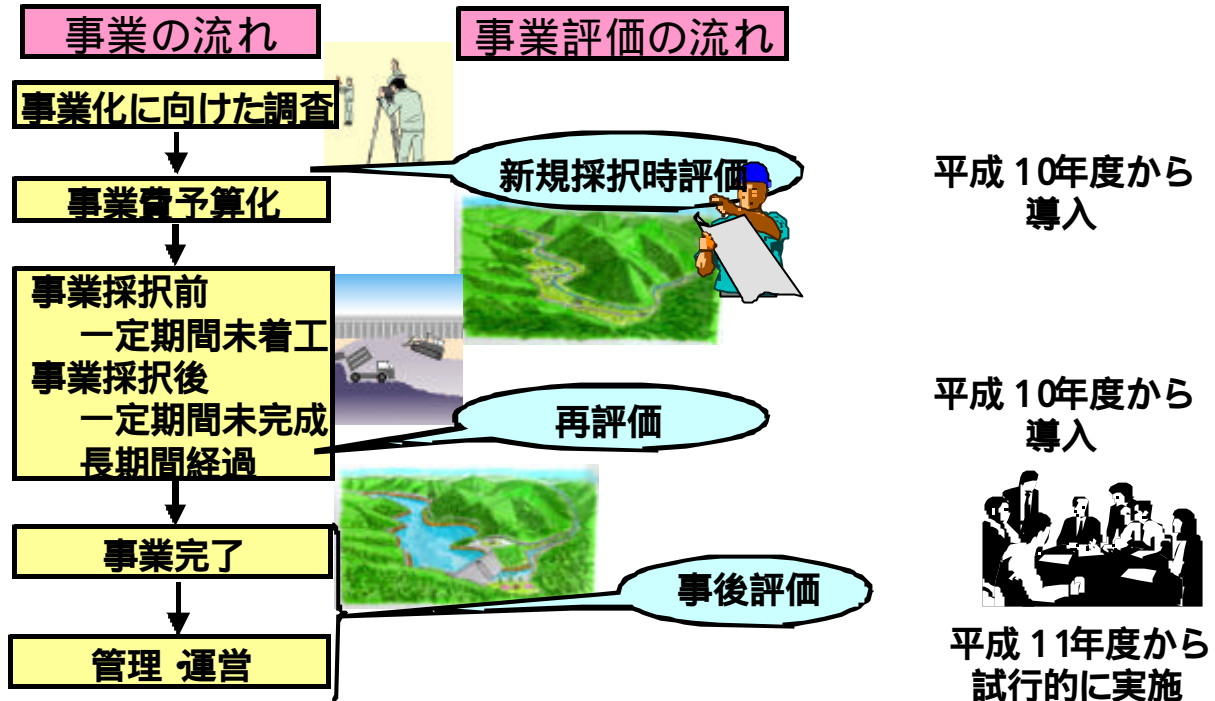 事業の流れ
事業評価の流れ
事業化に向けた調査
新規採択時評価
平成10年度から
導入
事業費予算化
事業採択前
一定期間未着工
事業採択後
一定期間未完成
長期間経過
再評価
平成10年度から
導入
事業完了
事後評価
管理・運営
平成11年度から
試行的に実施